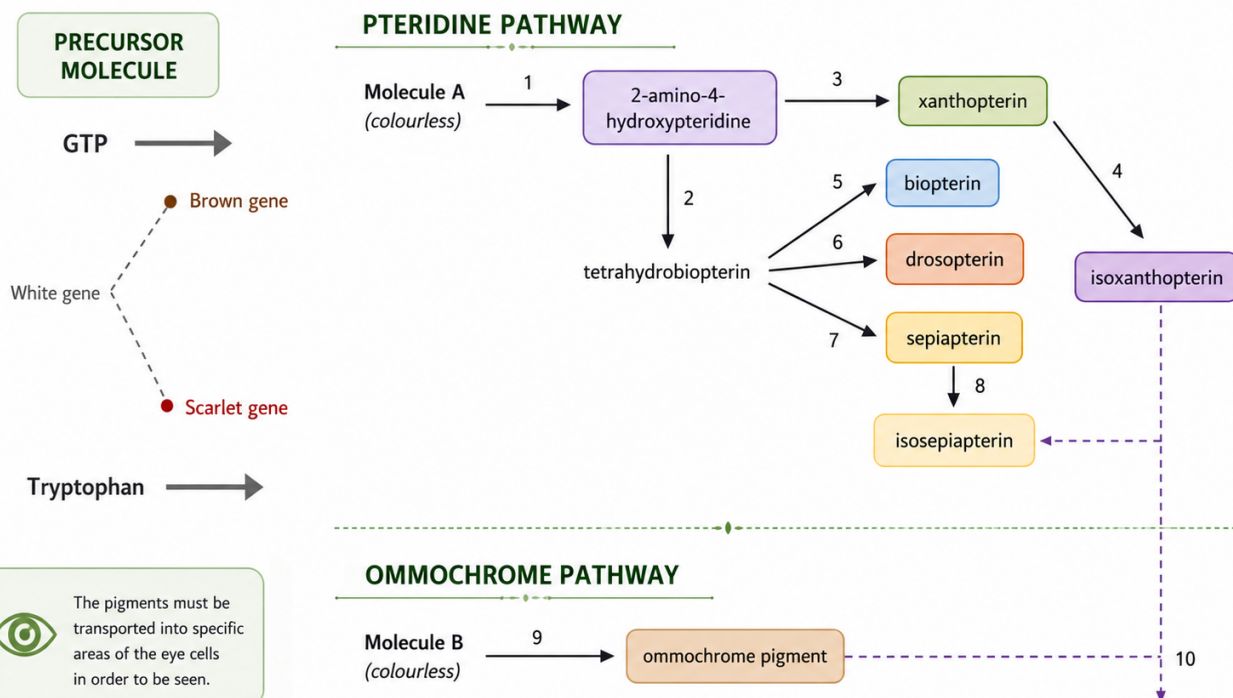 PRECURSOR
MOLECULE
GTP
Brown gene
White gene
Scarlet gene
Tryptophan
The pigments must be
transported into specific
areas of the eye cells
in order to be seen.
PTERIDINE PATHWAY
Molecule A
(colourless)
1
2-amino-4-
hydroxypteridine
3
xanthopterin
4
2
tetrahydrobiopterin
5
biopterin
6
drosopterin
7
sepiapterin
8
isosepiapterin
isoxanthopterin
OMMOCHROME PATHWAY
Molecule B
(colourless)
9
ommochrome pigment
10